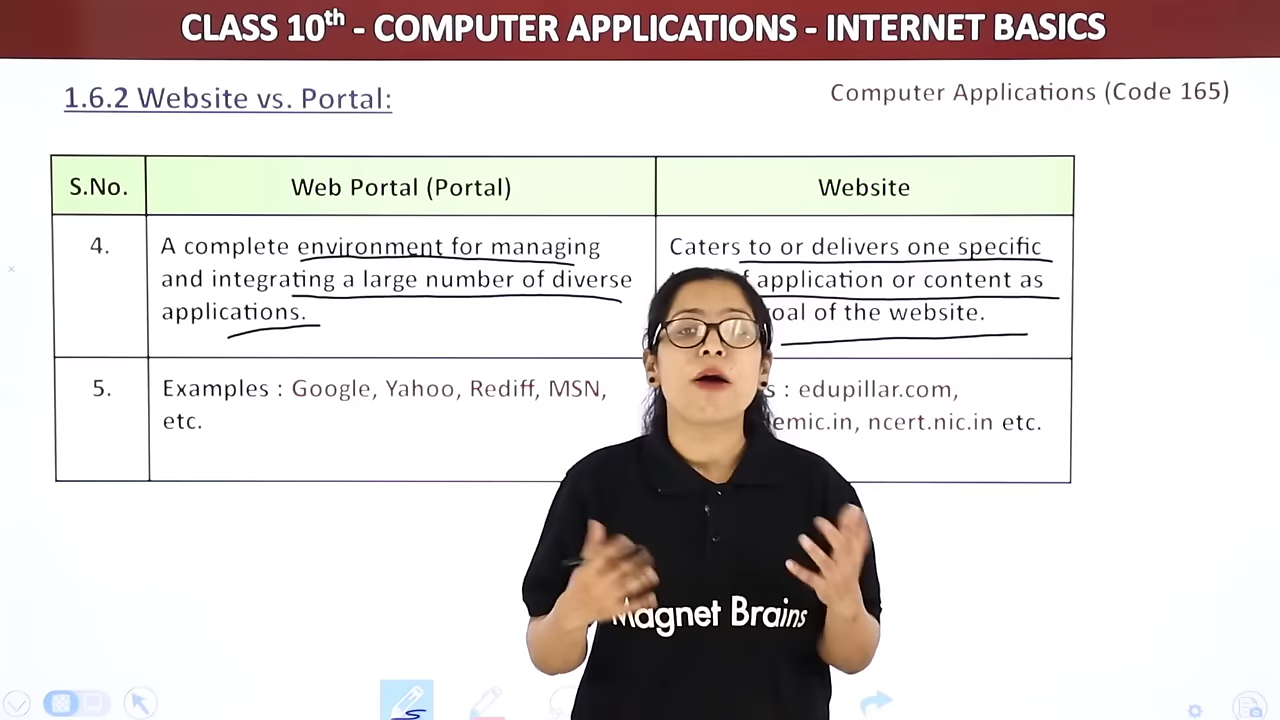 CLASS 10th - COMPUTER APPLICATIONS - INTERNET BASICS
1.6.2 Website vs. Portal:
Computer Applications (Code 165)
S.No.
Web Portal (Portal)
Website
4.
A complete environment for managing
and integrating a large number of diverse
applications.
Caters to or delivers one specific
application or content as
of the website.
5.
Examples : Google, Yahoo, Rediff, MSN,
etc.
: edupillar.com,
ncert.nic.in etc.
Magnet Brains